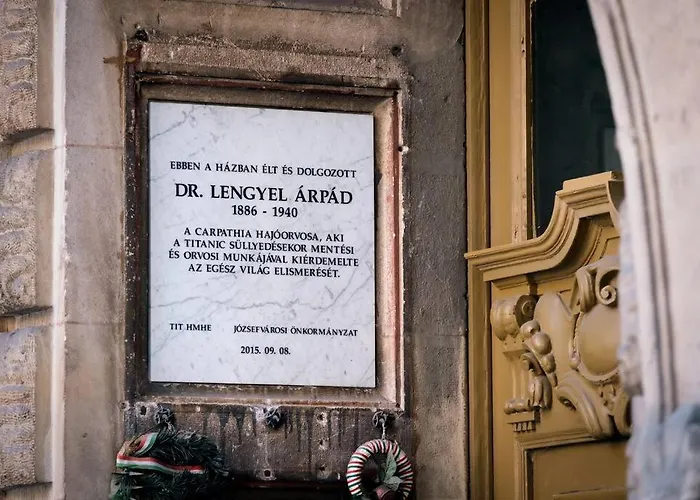 EBBEN A HÁZBAN ÉLT ÉS DOLGOZOTT
DR. LENGYEL ÁRPÁD
1886 - 1940
A CARPATHIA HAJÓORVOSA, AKI
A TITANIC SÜLLYEDÉSEKOR MENTÉSI
ÉS ORVOSI MUNKÁJÁVAL KIÉRDEMELTE
AZ EGÉSZ VILÁG ELISMERÉSÉT.
TIT HMHE JÓZSEFVÁROSI ÖNKORMÁNYZAT
2015. 09. 08.